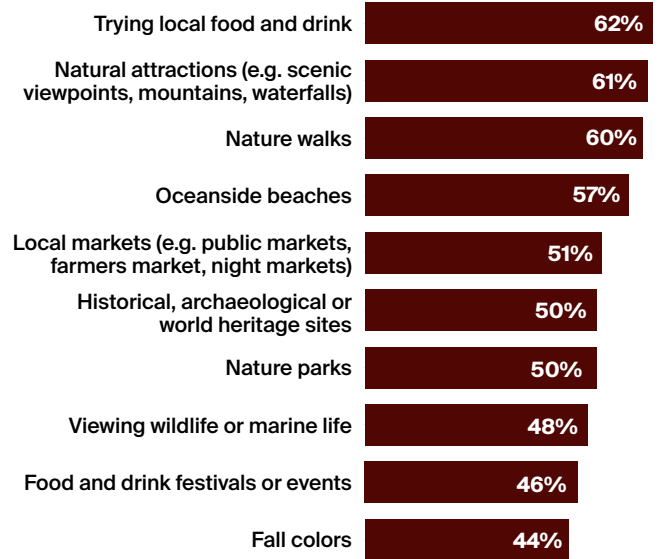 Trying local food and drink 62%
Natural attractions (e.g. scenic
viewpoints, mountains, waterfalls) 61%
Nature walks 60%
Oceanside beaches 57%
Local markets (e.g. public markets,
farmers market, night markets) 51%
Historical, archaeological or
world heritage sites 50%
Nature parks 50%
Viewing wildlife or marine life 48%
Food and drink festivals or events 46%
Fall colors 44%